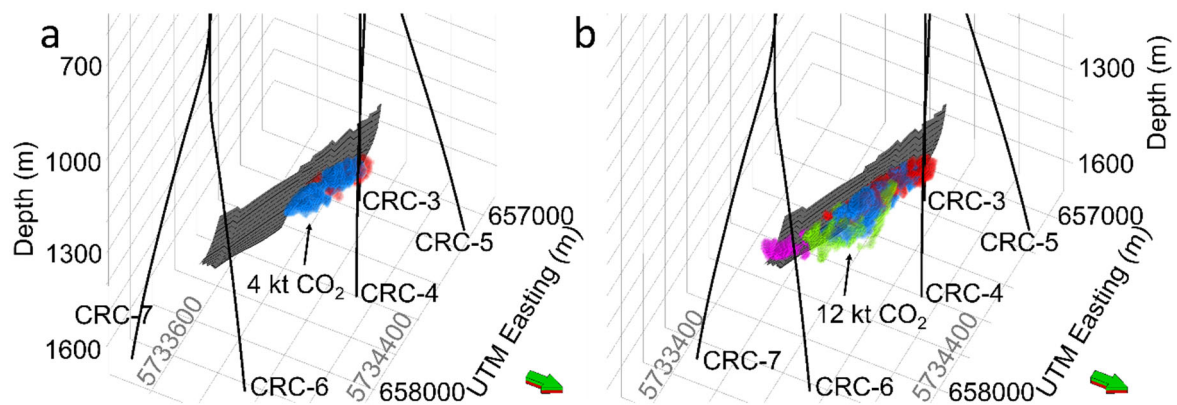 a
b
700
1000
1300
1600
Depth (m)
CRC-3
CRC-5
CRC-4
CRC-7
CRC-6
4 kt CO₂
5733600
5734400
657000
658000
UTM Easting (m)
1300
1600
Depth (m)
CRC-3
CRC-5
CRC-4
CRC-7
CRC-6
12 kt CO₂
5733400
5734400
657000
658000
UTM Easting (m)